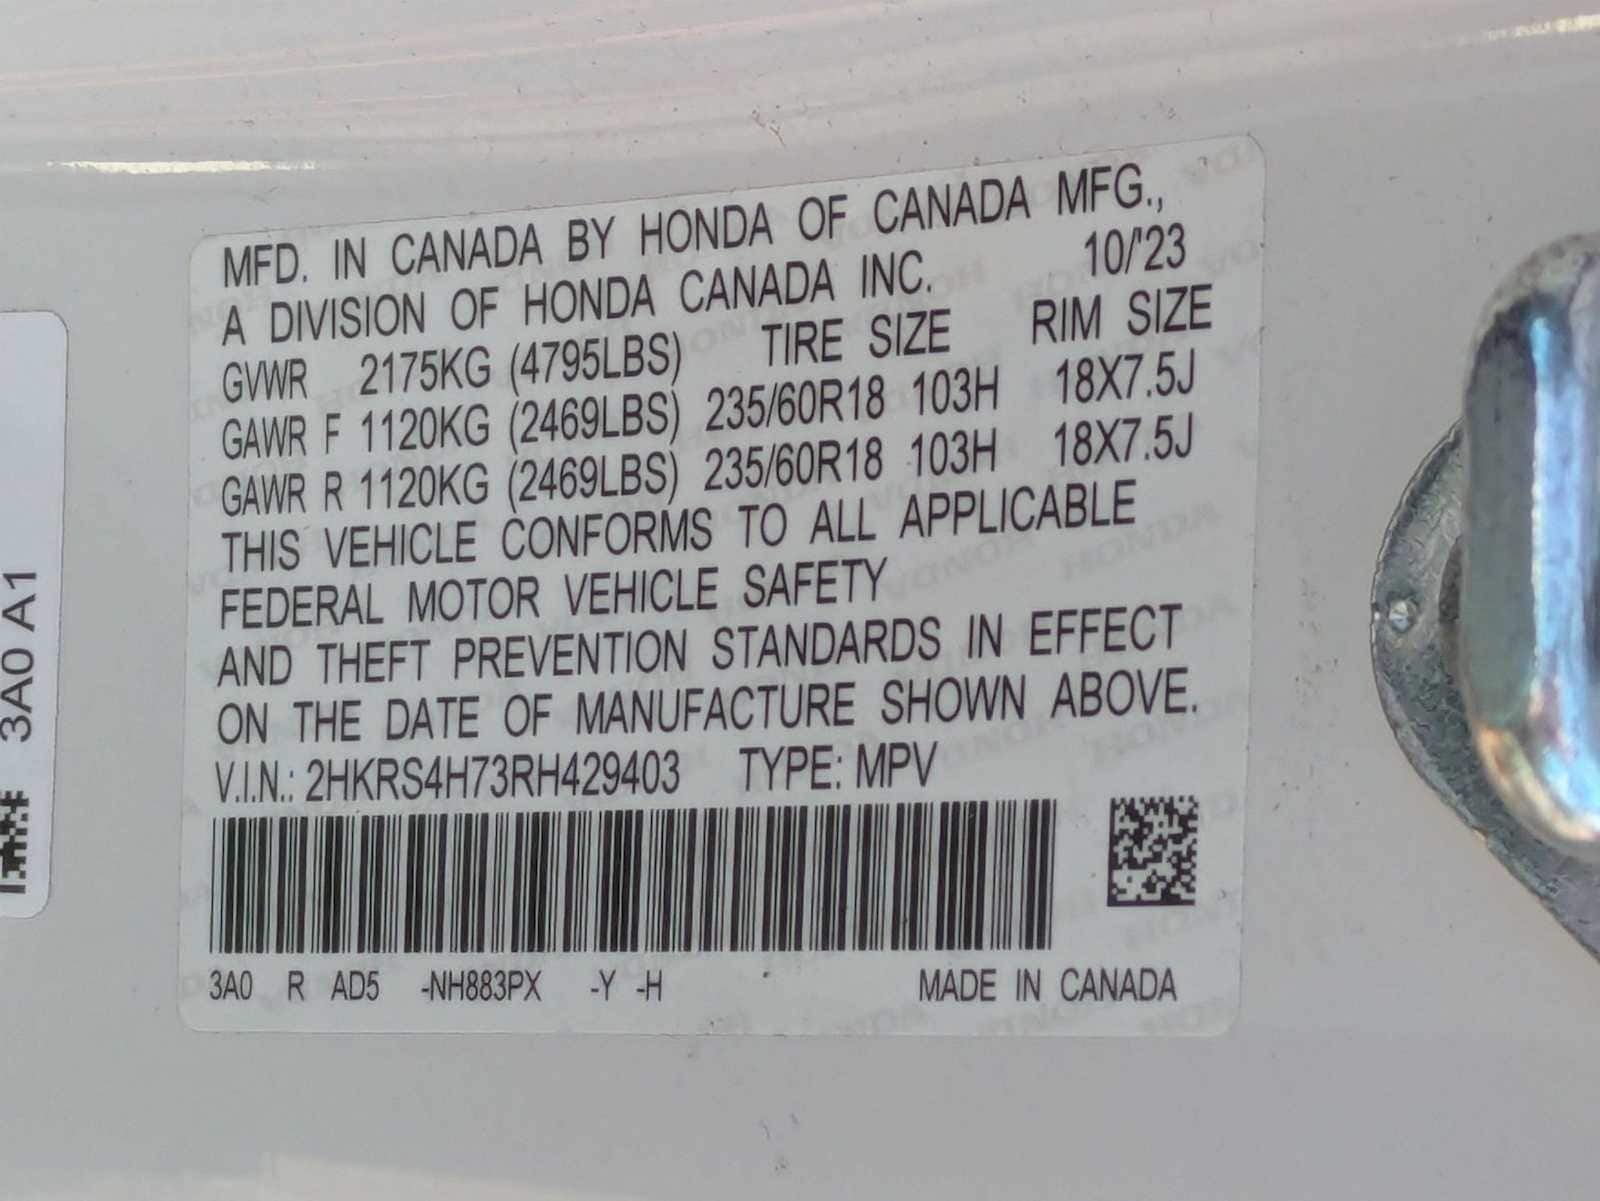 MFD. IN CANADA BY HONDA OF CANADA MFG.,
A DIVISION OF HONDA CANADA INC. 10/'23
GVWR 2175KG (4795LBS) TIRE SIZE RIM SIZE
GAWR F 1120KG (2469LBS) 235/60R18 103H 18X7.5J
GAWR R 1120KG (2469LBS) 235/60R18 103H 18X7.5J
THIS VEHICLE CONFORMS TO ALL APPLICABLE
FEDERAL MOTOR VEHICLE SAFETY
AND THEFT PREVENTION STANDARDS IN EFFECT
ON THE DATE OF MANUFACTURE SHOWN ABOVE.
V.I.N.: 2HKRS4H73RH429403 TYPE: MPV
3A0 R AD5 -NH883PX -Y -H MADE IN CANADA
3A0 A1